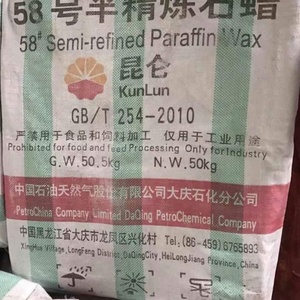 58号半精炼石蜡
58# Semi-refined Paraffin Wax
昆仑
KunLun
GB/T 254-2010
严禁用于食品和饲料加工 仅用于工业用途
Prohibited for food and feed Processing Only for Industry
G.W.50.5kg N.W.50kg
中国石油天然气股份有限公司大庆石化分公司
PetroChina Company Limited DaQing PetroChemical Company
中国黑龙江省大庆市龙凤区兴化村 Tel:(86-459)6765893
XingHua Village,LongFeng District,DaQingCity,HeiLongJiang Province,China